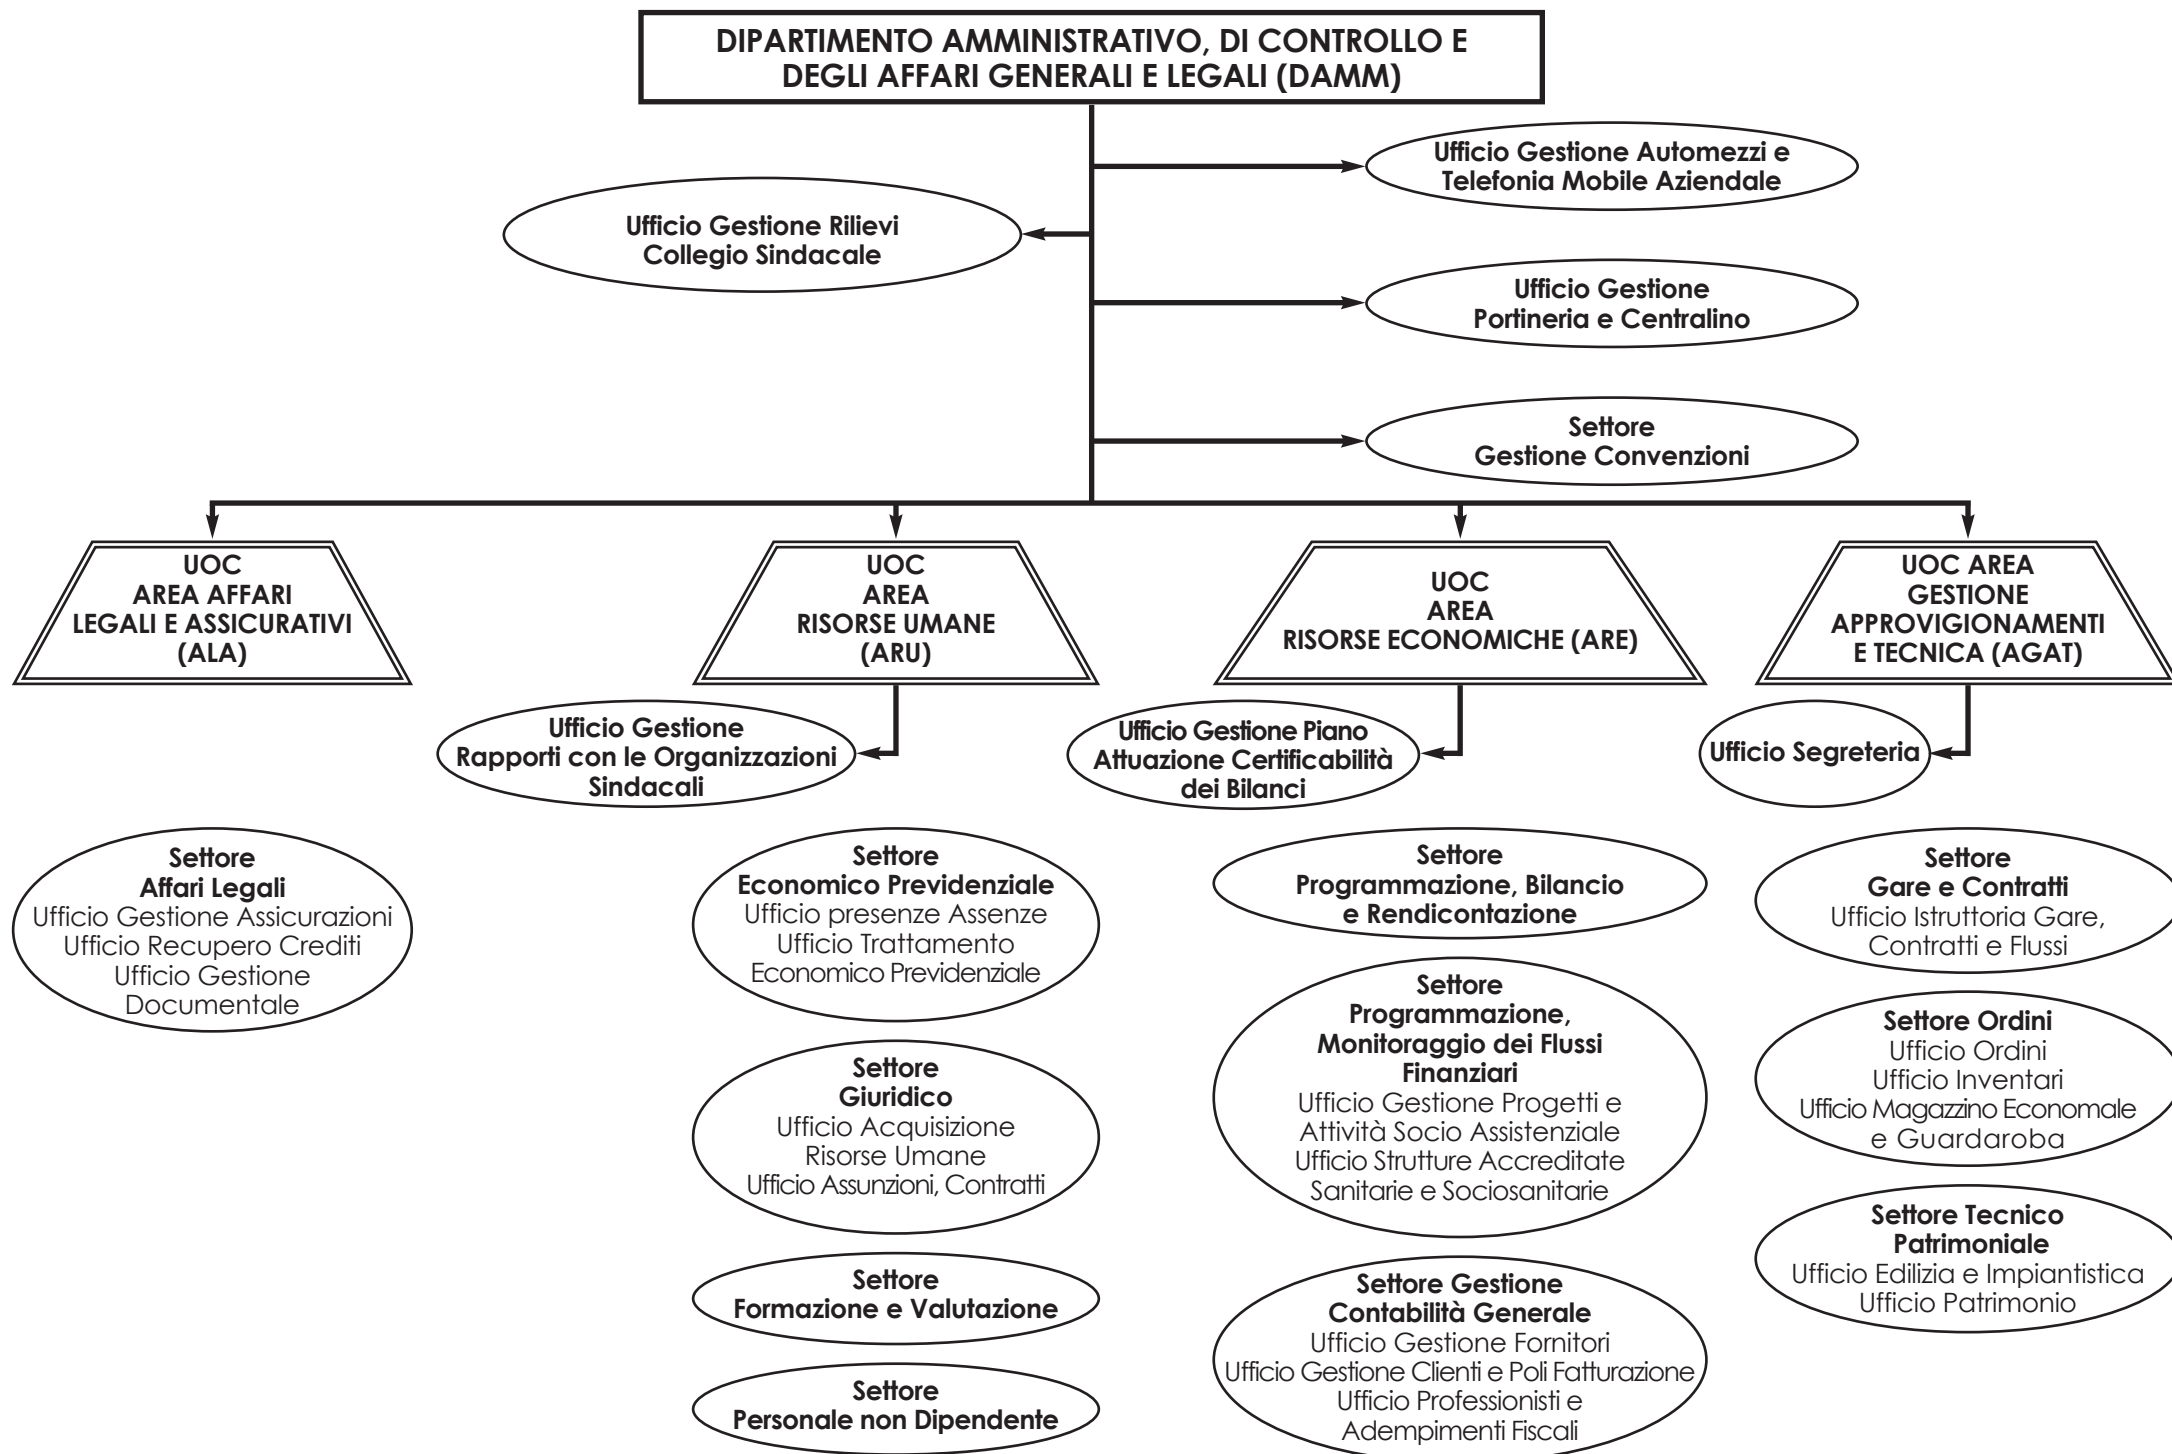 DIPARTIMENTO AMMINISTRATIVO, DI CONTROLLO E
DEGLI AFFARI GENERALI E LEGALI (DAMM)
Ufficio Gestione Automezzi e
Telefonia Mobile Aziendale
Ufficio Gestione Rilievi
Collegio Sindacale
Ufficio Gestione
Portineria e Centralino
Settore
Gestione Convenzioni
UOC
AREA AFFARI
LEGALI E ASSICURATIVI
(ALA)
UOC
AREA
RISORSE UMANE
(ARU)
UOC
AREA
RISORSE ECONOMICHE (ARE)
UOC AREA
GESTIONE
APPROVIGIONAMENTI
E TECNICA (AGAT)
Ufficio Gestione
Rapporti con le Organizzazioni
Sindacali
Ufficio Gestione Piano
Attuazione Certificabilità
dei Bilanci
Ufficio Segreteria
Settore
Affari Legali
Ufficio Gestione Assicurazioni
Ufficio Recupero Crediti
Ufficio Gestione
Documentale
Settore
Economico Previdenziale
Ufficio presenze Assenze
Ufficio Trattamento
Economico Previdenziale
Settore
Giuridico
Ufficio Acquisizione
Risorse Umane
Ufficio Assunzioni, Contratti
Settore
Formazione e Valutazione
Settore
Personale non Dipendente
Settore
Programmazione, Bilancio
e Rendicontazione
Settore
Programmazione,
Monitoraggio dei Flussi
Finanziari
Ufficio Gestione Progetti e
Attività Socio Assistenziale
Ufficio Strutture Accreditate
Sanitarie e Sociosanitarie
Settore Gestione
Contabilità Generale
Ufficio Gestione Fornitori
Ufficio Gestione Clienti e Poli Fatturazione
Ufficio Professionisti e
Adempimenti Fiscali
Settore
Gare e Contratti
Ufficio Istruttoria Gare,
Contratti e Flussi
Settore Ordini
Ufficio Ordini
Ufficio Inventari
Ufficio Magazzino Economale
e Guardaroba
Settore Tecnico
Patrimoniale
Ufficio Edilizia e Impiantistica
Ufficio Patrimonio